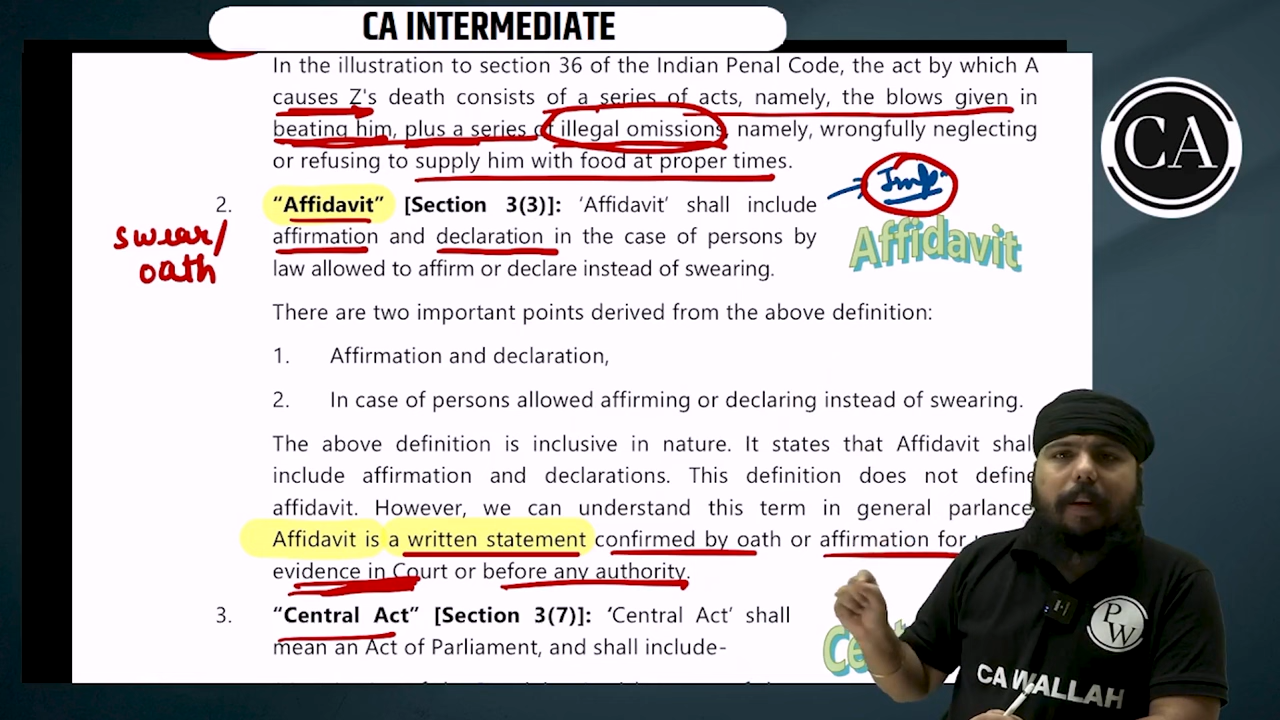 CA INTERMEDIATE
In the illustration to section 36 of the Indian Penal Code, the act by which A
causes Z's death consists of a series of acts, namely, the blows given in
beating him, plus a series of illegal omissions, namely, wrongfully neglecting
or refusing to supply him with food at proper times.
CA
Imp
2. “Affidavit” [Section 3(3)]: ‘Affidavit’ shall include
affirmation and declaration in the case of persons by
law allowed to affirm or declare instead of swearing.
swear/
oath
Affidavit
There are two important points derived from the above definition:
1. Affirmation and declaration,
2. In case of persons allowed affirming or declaring instead of swearing.
The above definition is inclusive in nature. It states that Affidavit shall
include affirmation and declarations. This definition does not define
affidavit. However, we can understand this term in general parlance.
Affidavit is a written statement confirmed by oath or affirmation for
evidence in Court or before any authority.
3. “Central Act” [Section 3(7)]: ‘Central Act’ shall
mean an Act of Parliament, and shall include-
Ce
PW
CA WALLAH